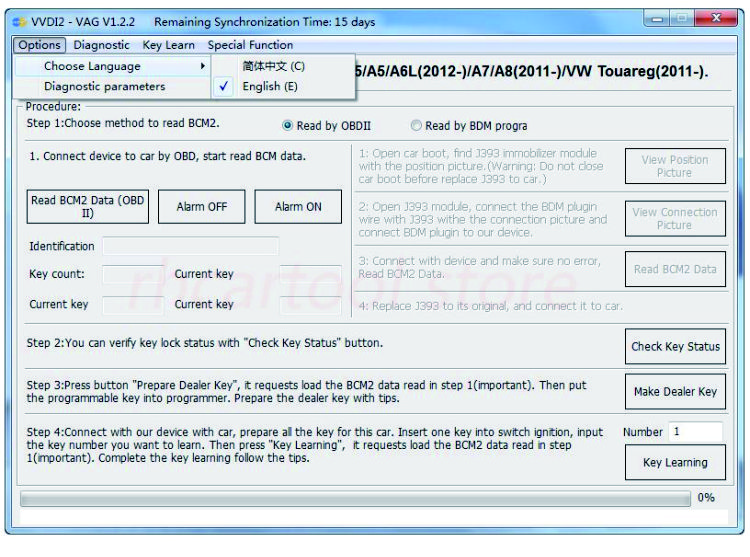 VVDI2 - VAG V1.2.2 Remaining Synchronization Time: 15 days
Options Diagnostic Key Learn Special Function
Choose Language
简体中文 (C)
Diagnostic parameters
English (E)
/A5/A6L(2012-)/A7/A8(2011-)/VW Touareg(2011-).
Procedure:
Step 1:Choose method to read BCM2.
Read by OBDII
Read by BDM progra
1. Connect device to car by OBD, start read BCM data.
Read BCM2 Data (OBD
II)
Alarm OFF
Alarm ON
Identification
Key count:
Current key
Current key
Current key
1: Open car boot, find J393 immobilizer module
with the position picture.(Warning: Do not close
car boot before replace J393 to car.)
View Position
Picture
2: Open J393 module, connect the BDM plugin
wire with J393 withe the connection picture and
connect BDM plugin to our device.
View Connection
Picture
3: Connect with device and make sure no error,
Read BCM2 Data.
Read BCM2 Data
4: Replace J393 to its original, and connect it to car.
rhcartool store
Step 2:You can verify key lock status with "Check Key Status" button.
Check Key Status
Step 3:Press button "Prepare Dealer Key", it requests load the BCM2 data read in step 1(important). Then put
the programmable key into programmer. Prepare the dealer key with tips.
Make Dealer Key
Step 4:Connect with our device with car, prepare all the key for this car. Insert one key into switch ignition, input
the key number you want to learn. Then press "Key Learning", it requests load the BCM2 data read in step
1(important). Complete the key learning follow the tips.
Number 1
Key Learning
0%